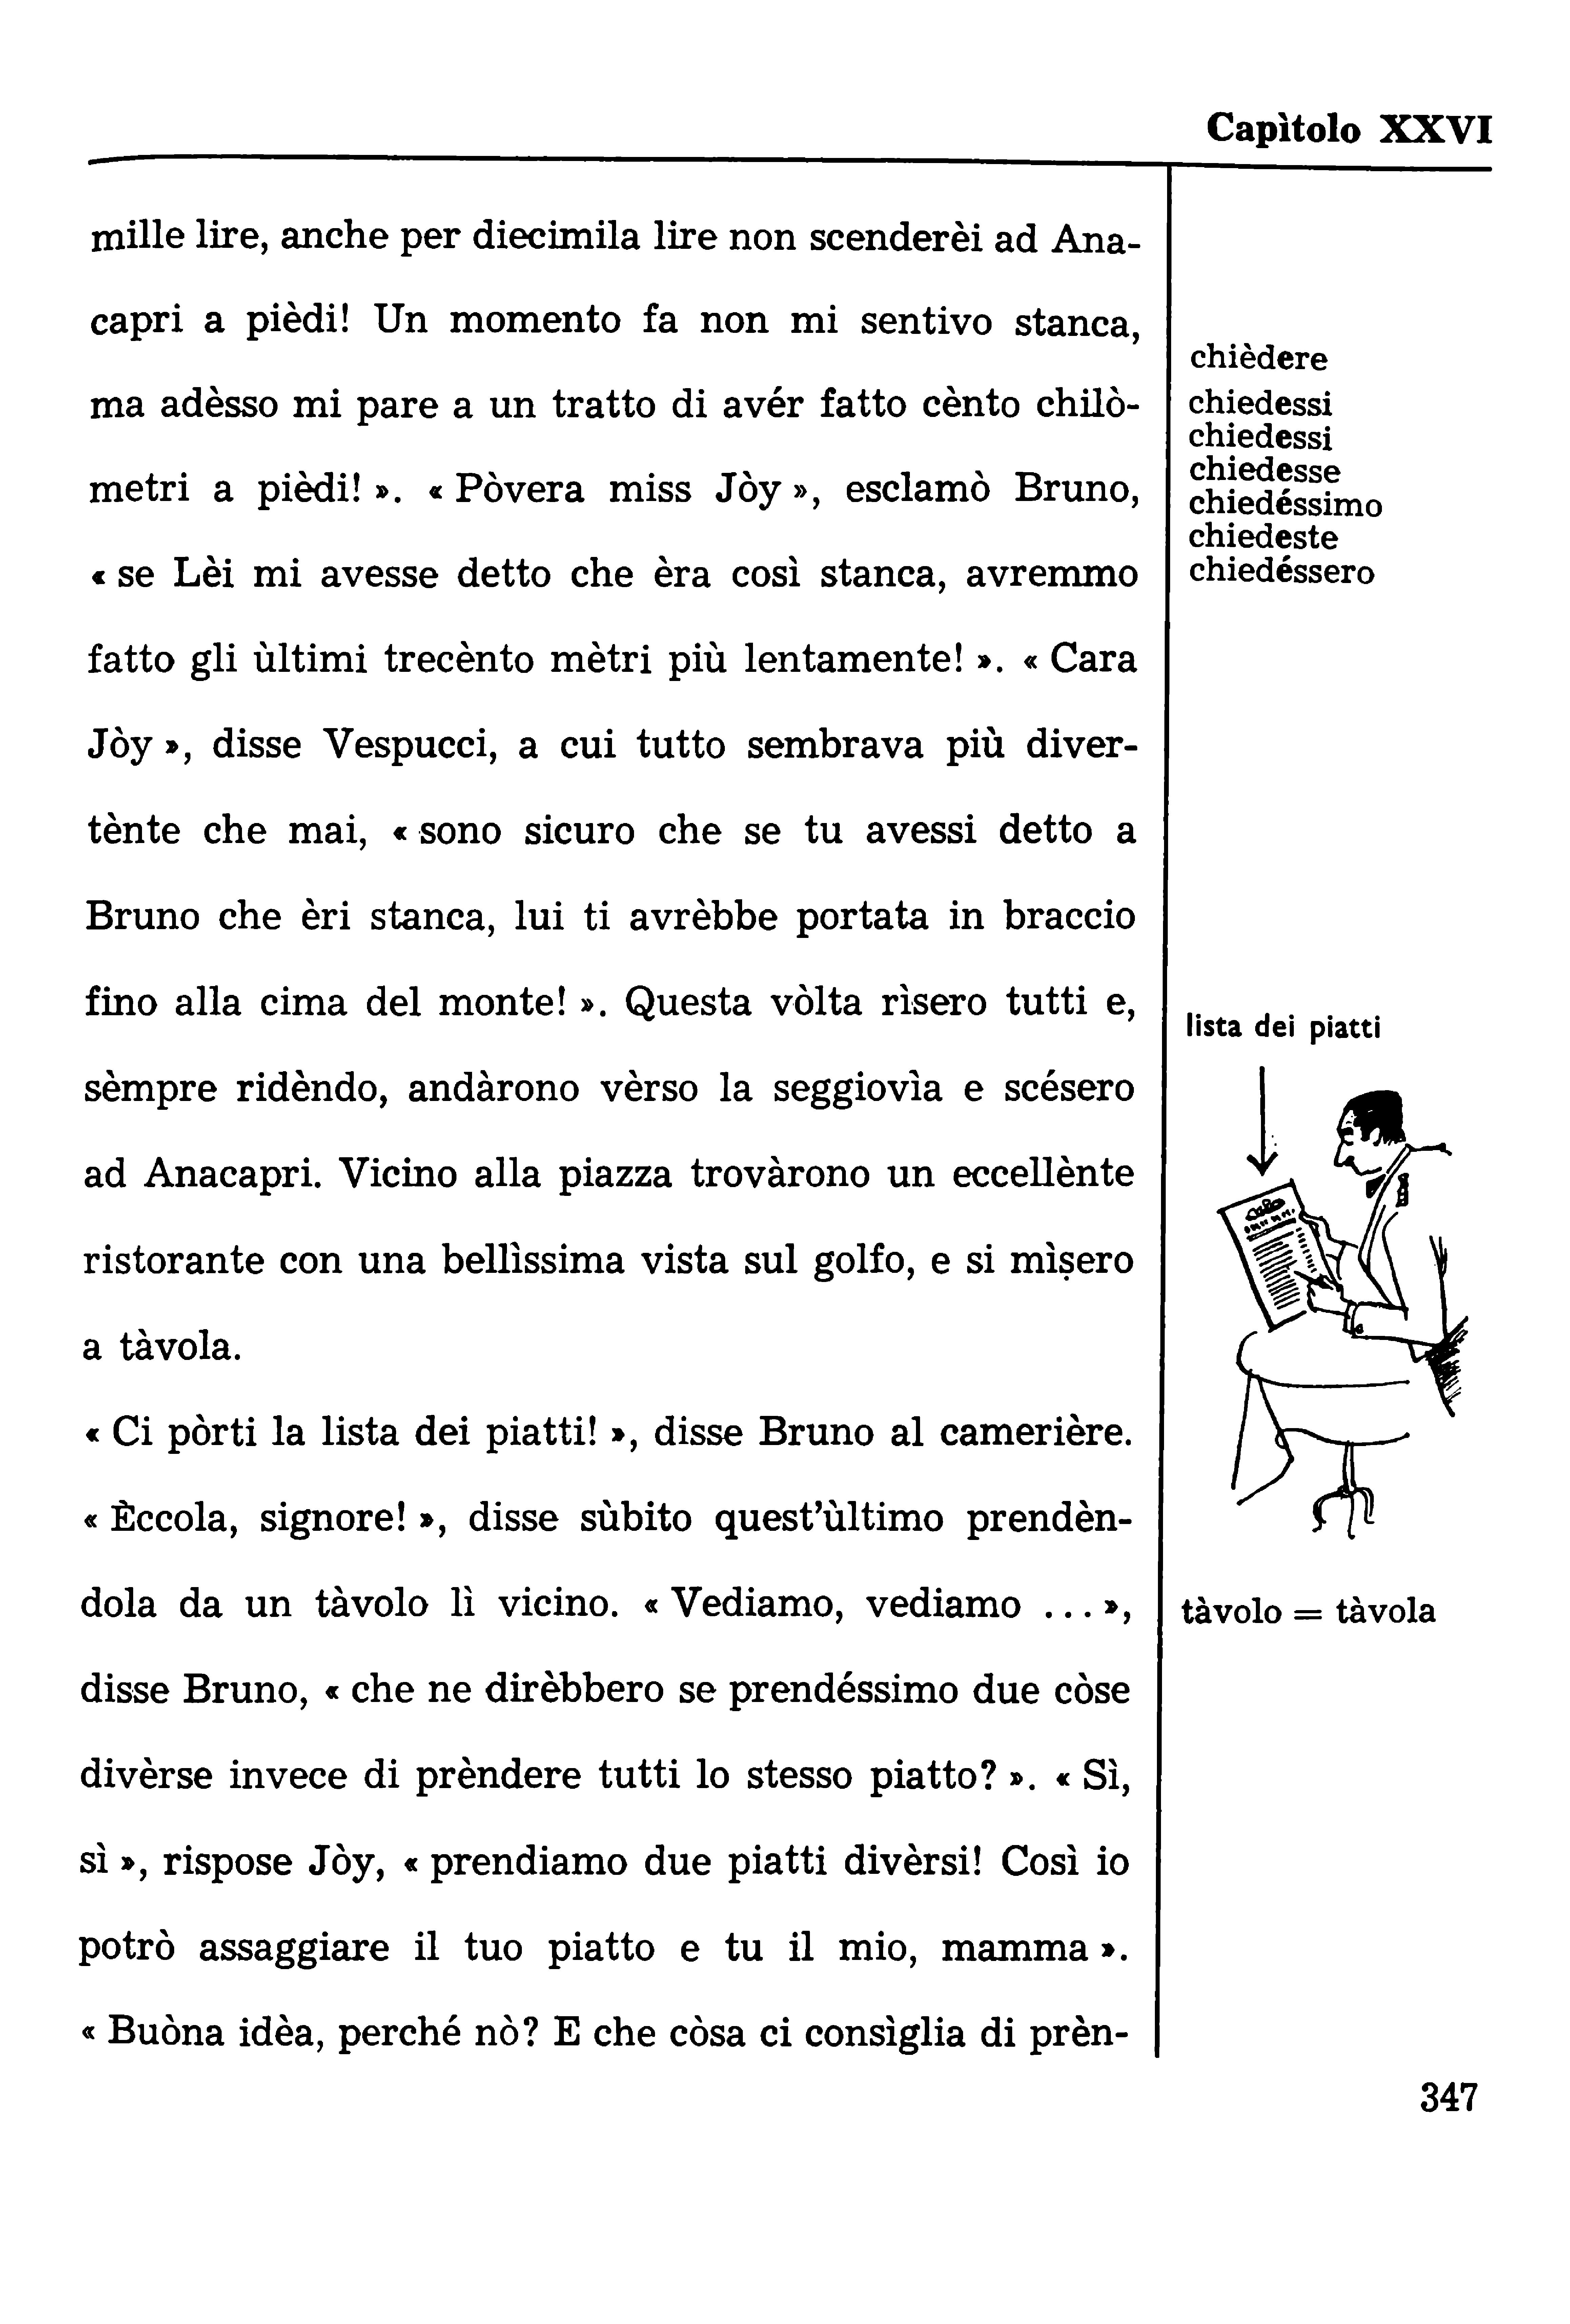 Capìtolo XXVI
mille lire, anche per diecimila lire non scenderèi ad Ana-
capri a pièdi! Un momento fa non mi sentivo stanca,
ma adèsso mi pare a un tratto di avér fatto cènto chilò-
metri a pièdi! ». « Pòvera miss Jòy », esclamò Bruno,
« se Lèi mi avesse detto che èra così stanca, avremmo
fatto gli ùltimi trecènto mètri più lentamente! ». « Cara
Jòy », disse Vespucci, a cui tutto sembrava più diver-
tènte che mai, « sono sicuro che se tu avessi detto a
Bruno che èri stanca, lui ti avrèbbe portata in braccio
fino alla cima del monte! ». Questa vòlta rìsero tutti e,
sèmpre ridèndo, andàrono vèrso la seggiovìa e scésero
ad Anacapri. Vicino alla piazza trovàrono un eccellènte
ristorante con una bellìssima vista sul golfo, e si mìsero
a tàvola.
« Ci pòrti la lista dei piatti! », disse Bruno al camerière.
« Èccola, signore! », disse sùbito quest'ùltimo prendèn-
dola da un tàvolo lì vicino. « Vediamo, vediamo ... »,
disse Bruno, « che ne dirèbbero se prendéssimo due còse
divèrse invece di prèndere tutti lo stesso piatto? ». « Sì,
sì », rispose Jòy, « prendiamo due piatti divèrsi! Così io
potrò assaggiare il tuo piatto e tu il mio, mamma ».
« Buòna idèa, perché nò? E che còsa ci consìglia di prèn-
chièdere
chiedessi
chiedessi
chiedesse
chiedéssimo
chiedeste
chiedéssero
lista dei piatti
tàvolo = tàvola
347